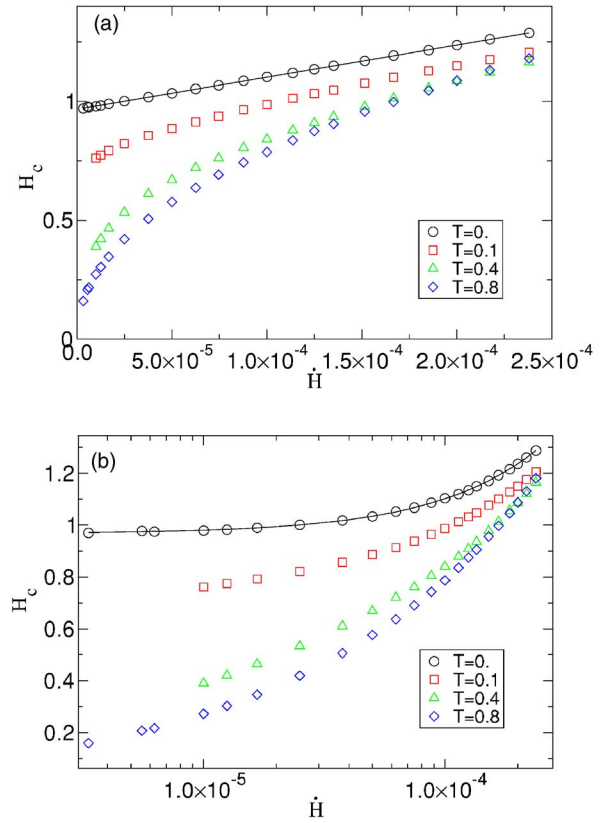 (a)
1
0.5
0
H_c
T=0.
T=0.1
T=0.4
T=0.8
0.0 5.0×10⁻⁵ 1.0×10⁻⁴ 1.5×10⁻⁴ 2.0×10⁻⁴ 2.5×10⁻⁴
Ḣ
(b)
1.2
1.0
0.8
0.6
0.4
0.2
H_c
T=0.
T=0.1
T=0.4
T=0.8
1.0×10⁻⁵ 1.0×10⁻⁴
Ḣ